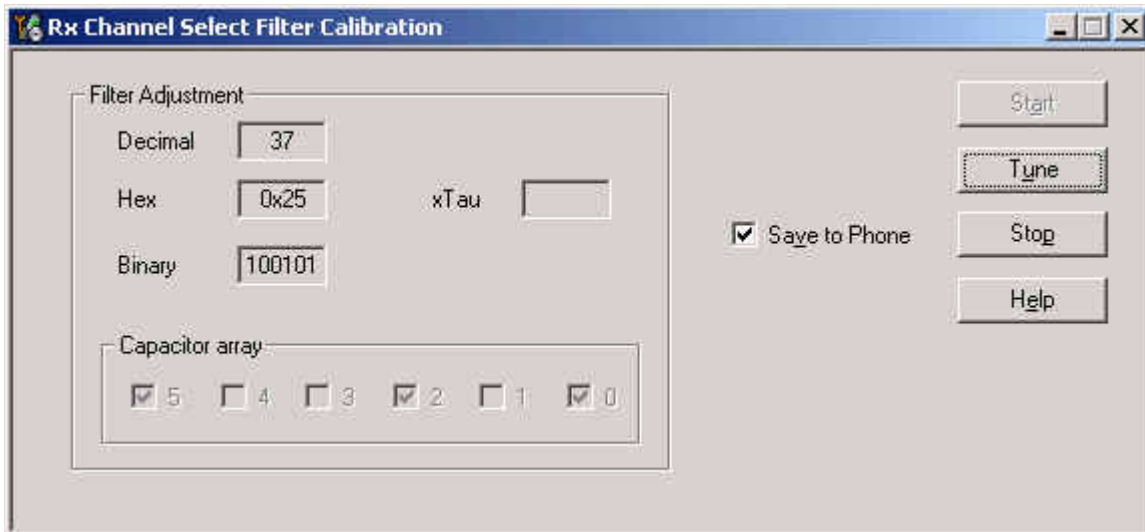 Rx Channel Select Filter Calibration
Filter Adjustment
Decimal 37
Hex 0x25 xTau
Binary 100101
Capacitor array
5 4 3 2 1 0
Save to Phone
Start
Tune
Stop
Help